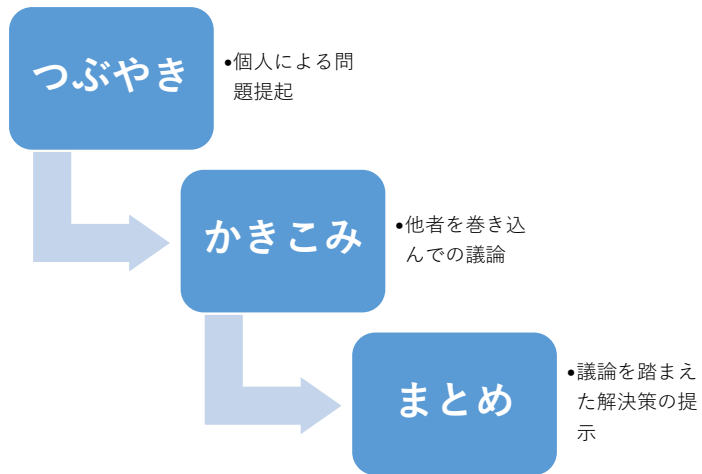 つぶやき
•個人による問
題提起
かきこみ
•他者を巻き込
んでの議論
まとめ
•議論を踏まえ
た解決策の提
示